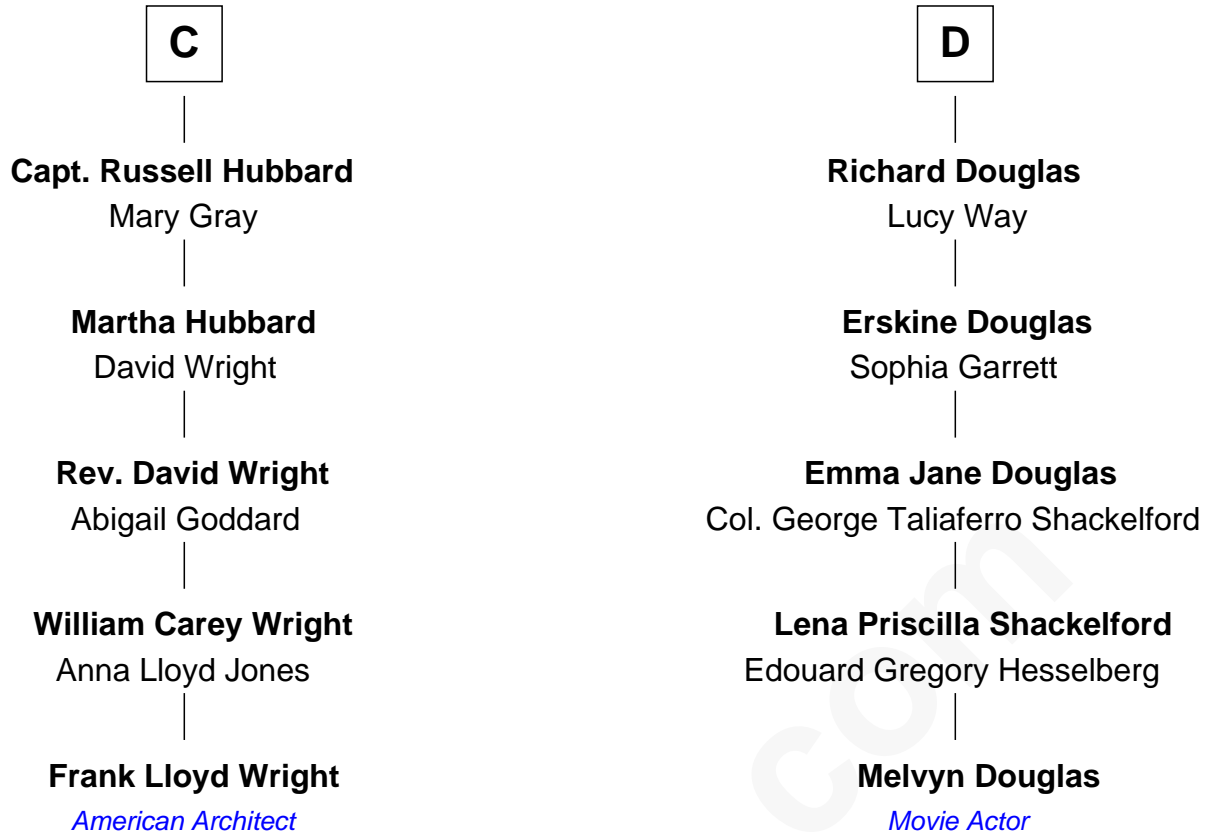 C
Capt. Russell Hubbard
Mary Gray
Martha Hubbard
David Wright
Rev. David Wright
Abigail Goddard
William Carey Wright
Anna Lloyd Jones
Frank Lloyd Wright
American Architect
D
Richard Douglas
Lucy Way
Erskine Douglas
Sophia Garrett
Emma Jane Douglas
Col. George Taliaferro Shackelford
Lena Priscilla Shackelford
Edouard Gregory Hesselberg
Melvyn Douglas
Movie Actor
com